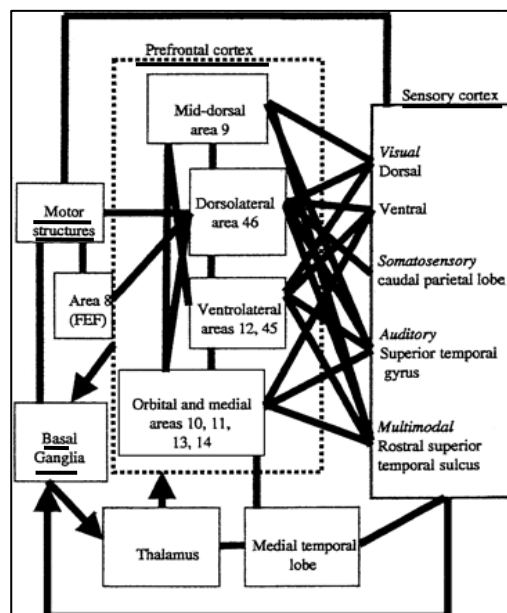 Prefrontal cortex
Mid-dorsal
area 9
Sensory cortex
Visual
Dorsal
Dorsolateral
area 46
Ventral
Motor
structures
Somatosensory
caudal parietal lobe
Area 8
(FEF)
Ventrolateral
areas 12, 45
Auditory
Superior temporal
gyrus
Orbital and medial
areas 10, 11,
13, 14
Multimodal
Rostral superior
temporal sulcus
Basal
Ganglia
Thalamus
Medial temporal
lobe